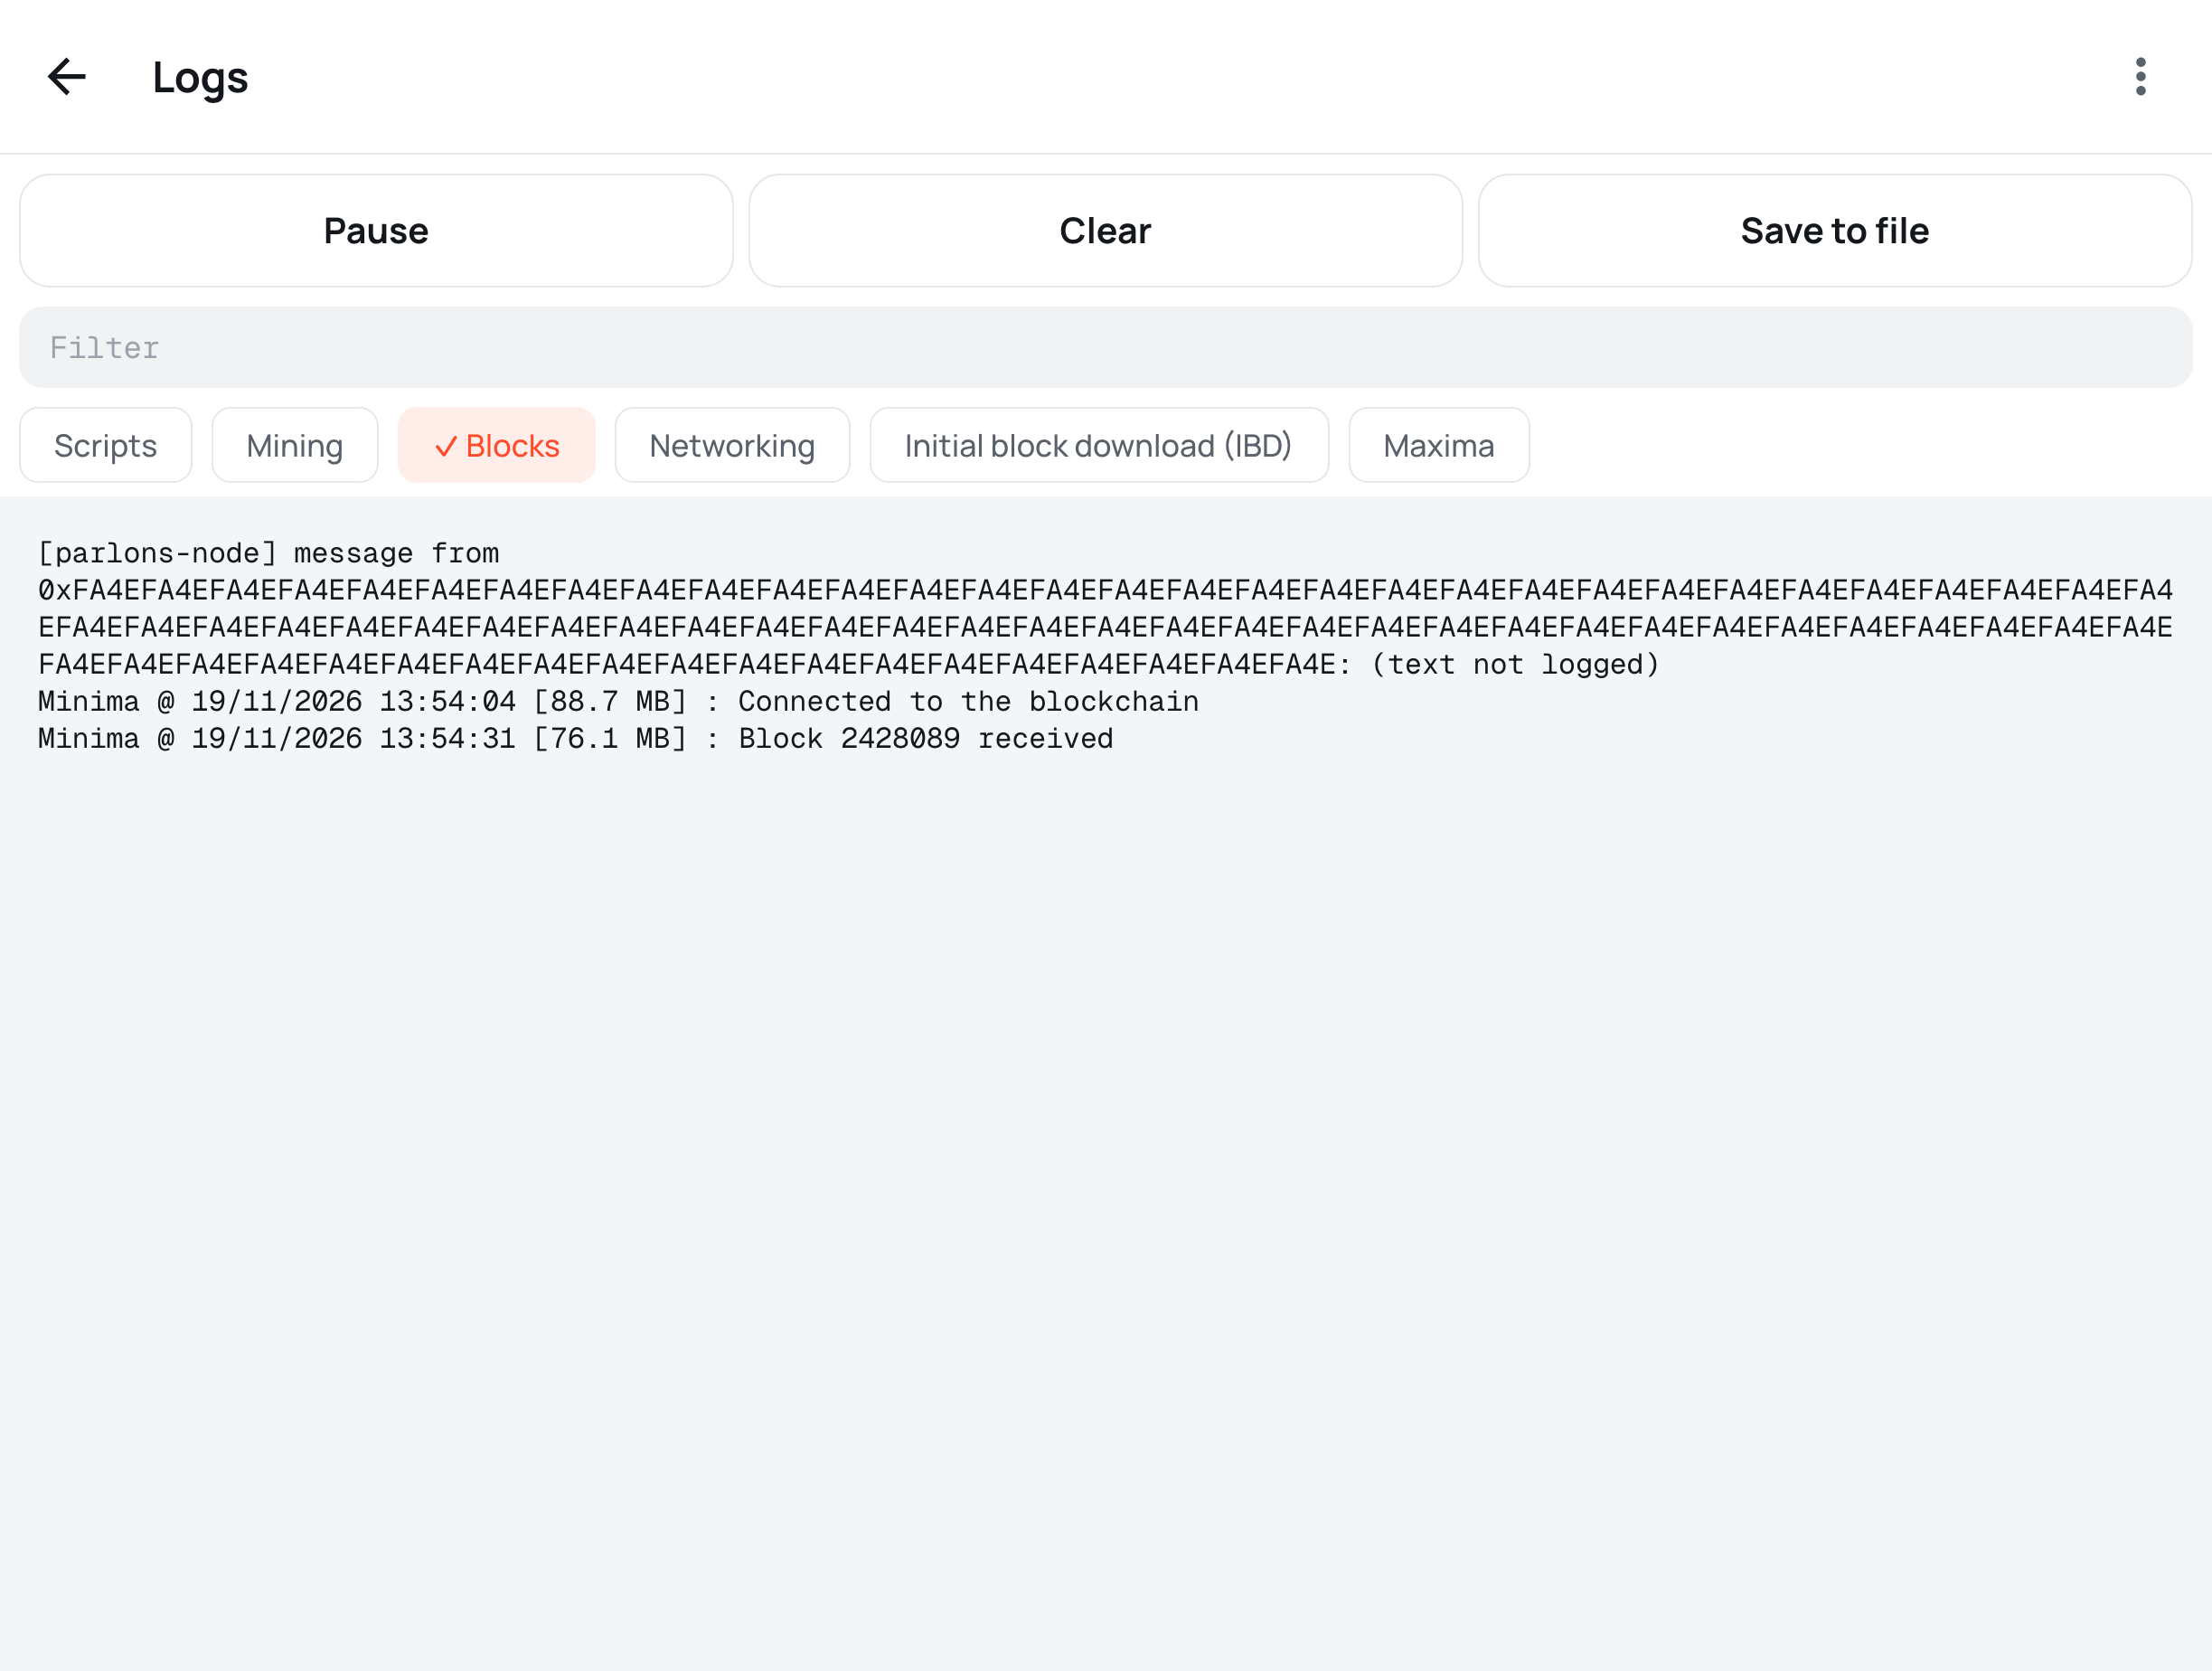 Logs
Pause
Clear
Save to file
Filter
Scripts
Mining
✓ Blocks
Networking
Initial block download (IBD)
Maxima
[parlons-node] message from
0xFA4EFA4EFA4EFA4EFA4EFA4EFA4EFA4EFA4EFA4EFA4EFA4EFA4EFA4EFA4EFA4EFA4EFA4EFA4EFA4EFA4EFA4EFA4EFA4EFA4EFA4EFA4EFA4EFA4EFA4EFA4
EFA4EFA4EFA4EFA4EFA4EFA4EFA4EFA4EFA4EFA4EFA4EFA4EFA4EFA4EFA4EFA4EFA4EFA4EFA4EFA4EFA4EFA4EFA4EFA4EFA4EFA4EFA4EFA4EFA4EFA4EFA4E
FA4EFA4EFA4EFA4EFA4EFA4EFA4EFA4EFA4EFA4EFA4EFA4EFA4EFA4EFA4EFA4EFA4EFA4EFA4E: (text not logged)
Minima @ 19/11/2026 13:54:04 [88.7 MB] : Connected to the blockchain
Minima @ 19/11/2026 13:54:31 [76.1 MB] : Block 2428089 received